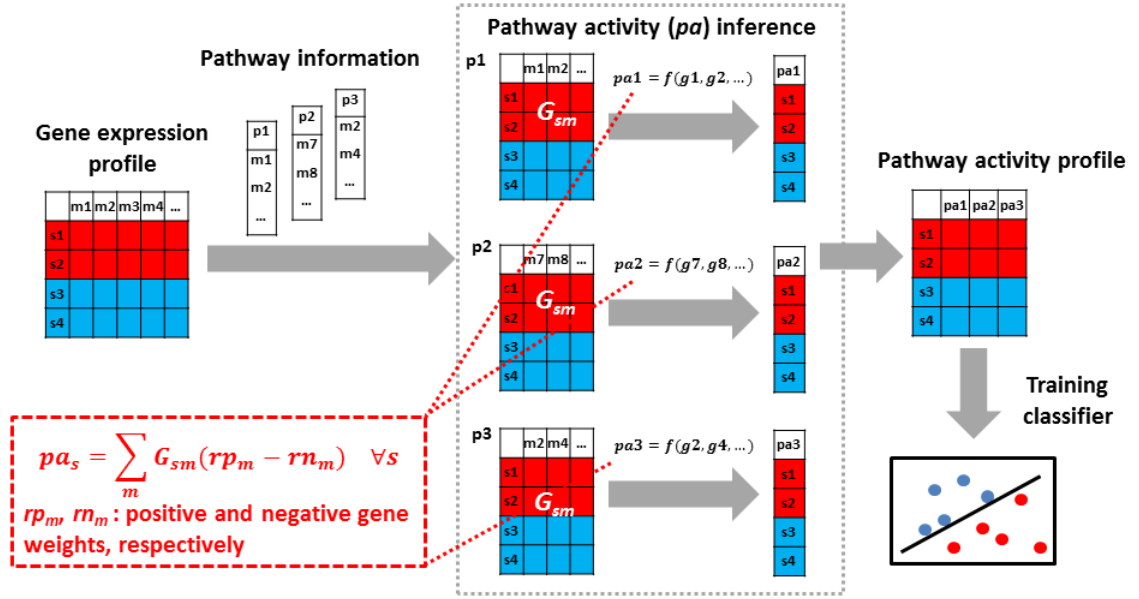 Pathway activity (pa) inference
Pathway information
Gene expression
profile
p1
m1
m2
...
p2
m7
m8
...
p3
m2
m4
...
m1 m2 m3 m4 ...
s1
s2
s3
s4
p1
m1 m2 ...
s1
s2
s3
s4
G_sm
pa1 = f(g1, g2, ...)
pa1
s1
s2
s3
s4
p2
m7 m8 ...
s1
s2
s3
s4
G_sm
pa2 = f(g7, g8, ...)
pa2
s1
s2
s3
s4
p3
m2 m4 ...
s1
s2
s3
s4
G_sm
pa3 = f(g2, g4, ...)
pa3
s1
s2
s3
s4
Pathway activity profile
pa1 pa2 pa3
s1
s2
s3
s4
Training
classifier
pa_s = ∑_m G_sm(rp_m − rn_m) ∀s
rp_m, rn_m : positive and negative gene
weights, respectively